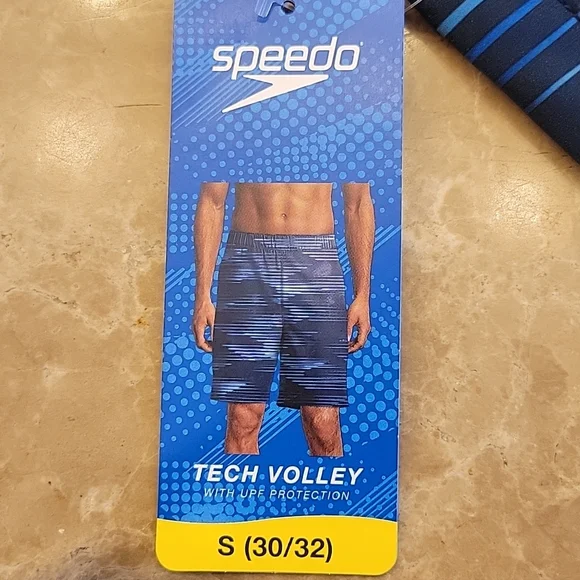 speedo
TECH VOLLEY
WITH UPF PROTECTION
S (30/32)